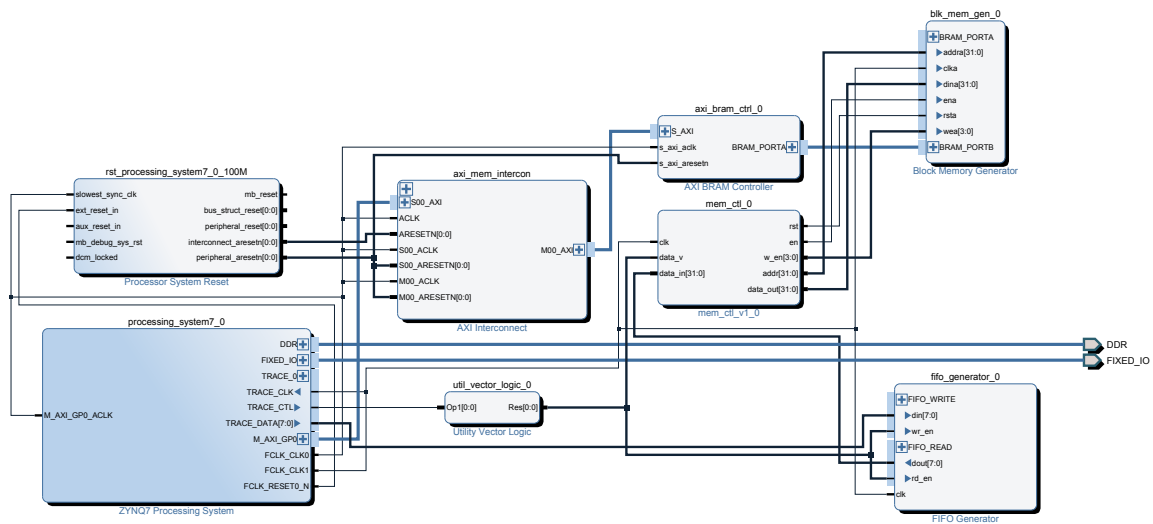 blk_mem_gen_0
BRAM_PORTA
addra[31:0]
clka
dina[31:0]
ena
rsta
wea[3:0]
BRAM_PORTB
Block Memory Generator
axi_bram_ctrl_0
S_AXI
s_axi_aclk
s_axi_aresetn
BRAM_PORTA
AXI BRAM Controller
rst_processing_system7_0_100M
slowest_sync_clk
ext_reset_in
aux_reset_in
mb_debug_sys_rst
dcm_locked
mb_reset
bus_struct_reset[0:0]
peripheral_reset[0:0]
interconnect_aresetn[0:0]
peripheral_aresetn[0:0]
Processor System Reset
axi_mem_intercon
S00_AXI
ACLK
ARESETN[0:0]
S00_ACLK
S00_ARESETN[0:0]
M00_ACLK
M00_ARESETN[0:0]
M00_AXI
AXI Interconnect
mem_ctl_0
clk
data_v
data_in[31:0]
rst
en
w_en[3:0]
addr[31:0]
data_out[31:0]
mem_ctl_v1_0
processing_system7_0
M_AXI_GP0_ACLK
DDR
FIXED_IO
TRACE_0
TRACE_CLK
TRACE_CTL
TRACE_DATA[7:0]
M_AXI_GP0
FCLK_CLK0
FCLK_CLK1
FCLK_RESET0_N
ZYNQ7 Processing System
util_vector_logic_0
Op1[0:0]
Res[0:0]
Utility Vector Logic
DDR
FIXED_IO
fifo_generator_0
FIFO_WRITE
din[7:0]
wr_en
FIFO_READ
dout[7:0]
rd_en
clk
FIFO Generator